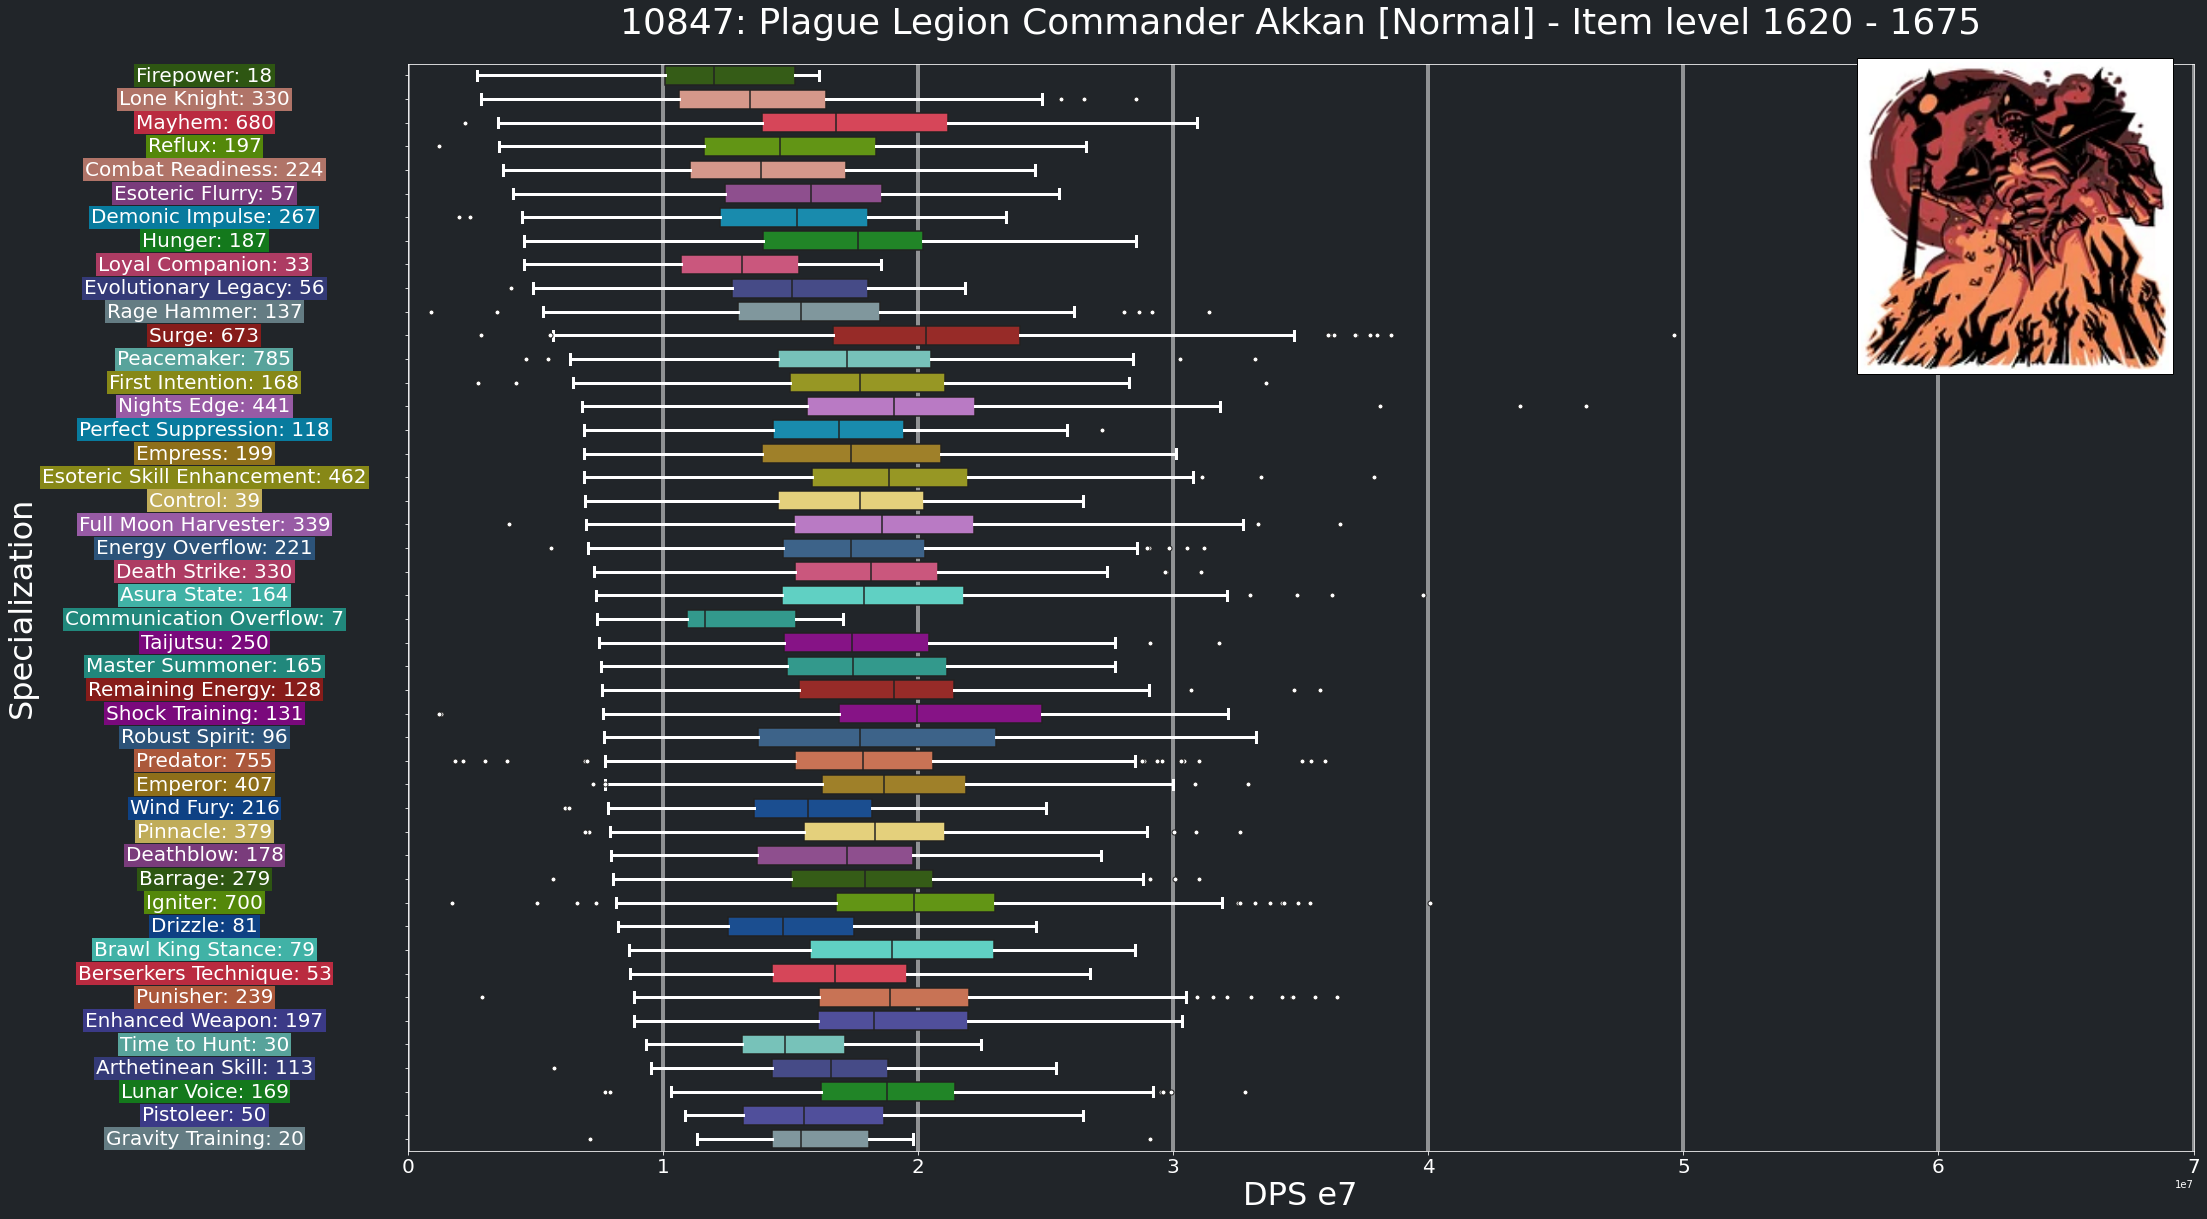 10847: Plague Legion Commander Akkan [Normal] - Item level 1620 - 1675
Firepower: 18
Lone Knight: 330
Mayhem: 680
Reflux: 197
Combat Readiness: 224
Esoteric Flurry: 57
Demonic Impulse: 267
Hunger: 187
Loyal Companion: 33
Evolutionary Legacy: 56
Rage Hammer: 137
Surge: 673
Peacemaker: 785
First Intention: 168
Nights Edge: 441
Perfect Suppression: 118
Empress: 199
Esoteric Skill Enhancement: 462
Control: 39
Full Moon Harvester: 339
Energy Overflow: 221
Death Strike: 330
Asura State: 164
Communication Overflow: 7
Taijutsu: 250
Master Summoner: 165
Remaining Energy: 128
Shock Training: 131
Robust Spirit: 96
Predator: 755
Emperor: 407
Wind Fury: 216
Pinnacle: 379
Deathblow: 178
Barrage: 279
Igniter: 700
Drizzle: 81
Brawl King Stance: 79
Berserkers Technique: 53
Punisher: 239
Enhanced Weapon: 197
Time to Hunt: 30
Arthetinean Skill: 113
Lunar Voice: 169
Pistoleer: 50
Gravity Training: 20
Specialization
0 1 2 3 4 5 6 7
1e7
DPS e7